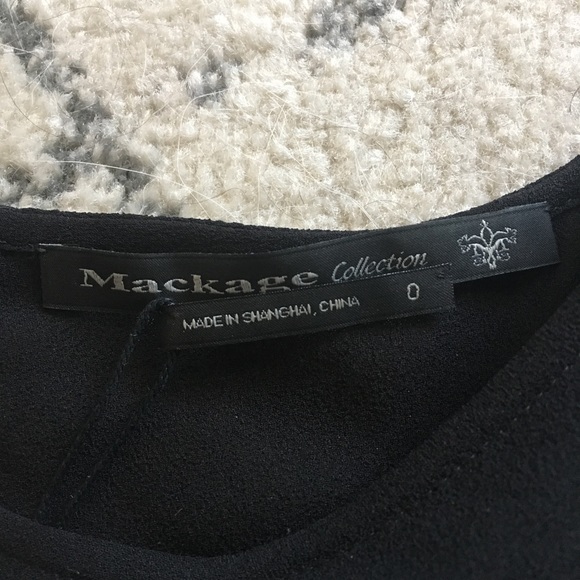 Mackage Collection
MADE IN SHANGHAI, CHINA 0